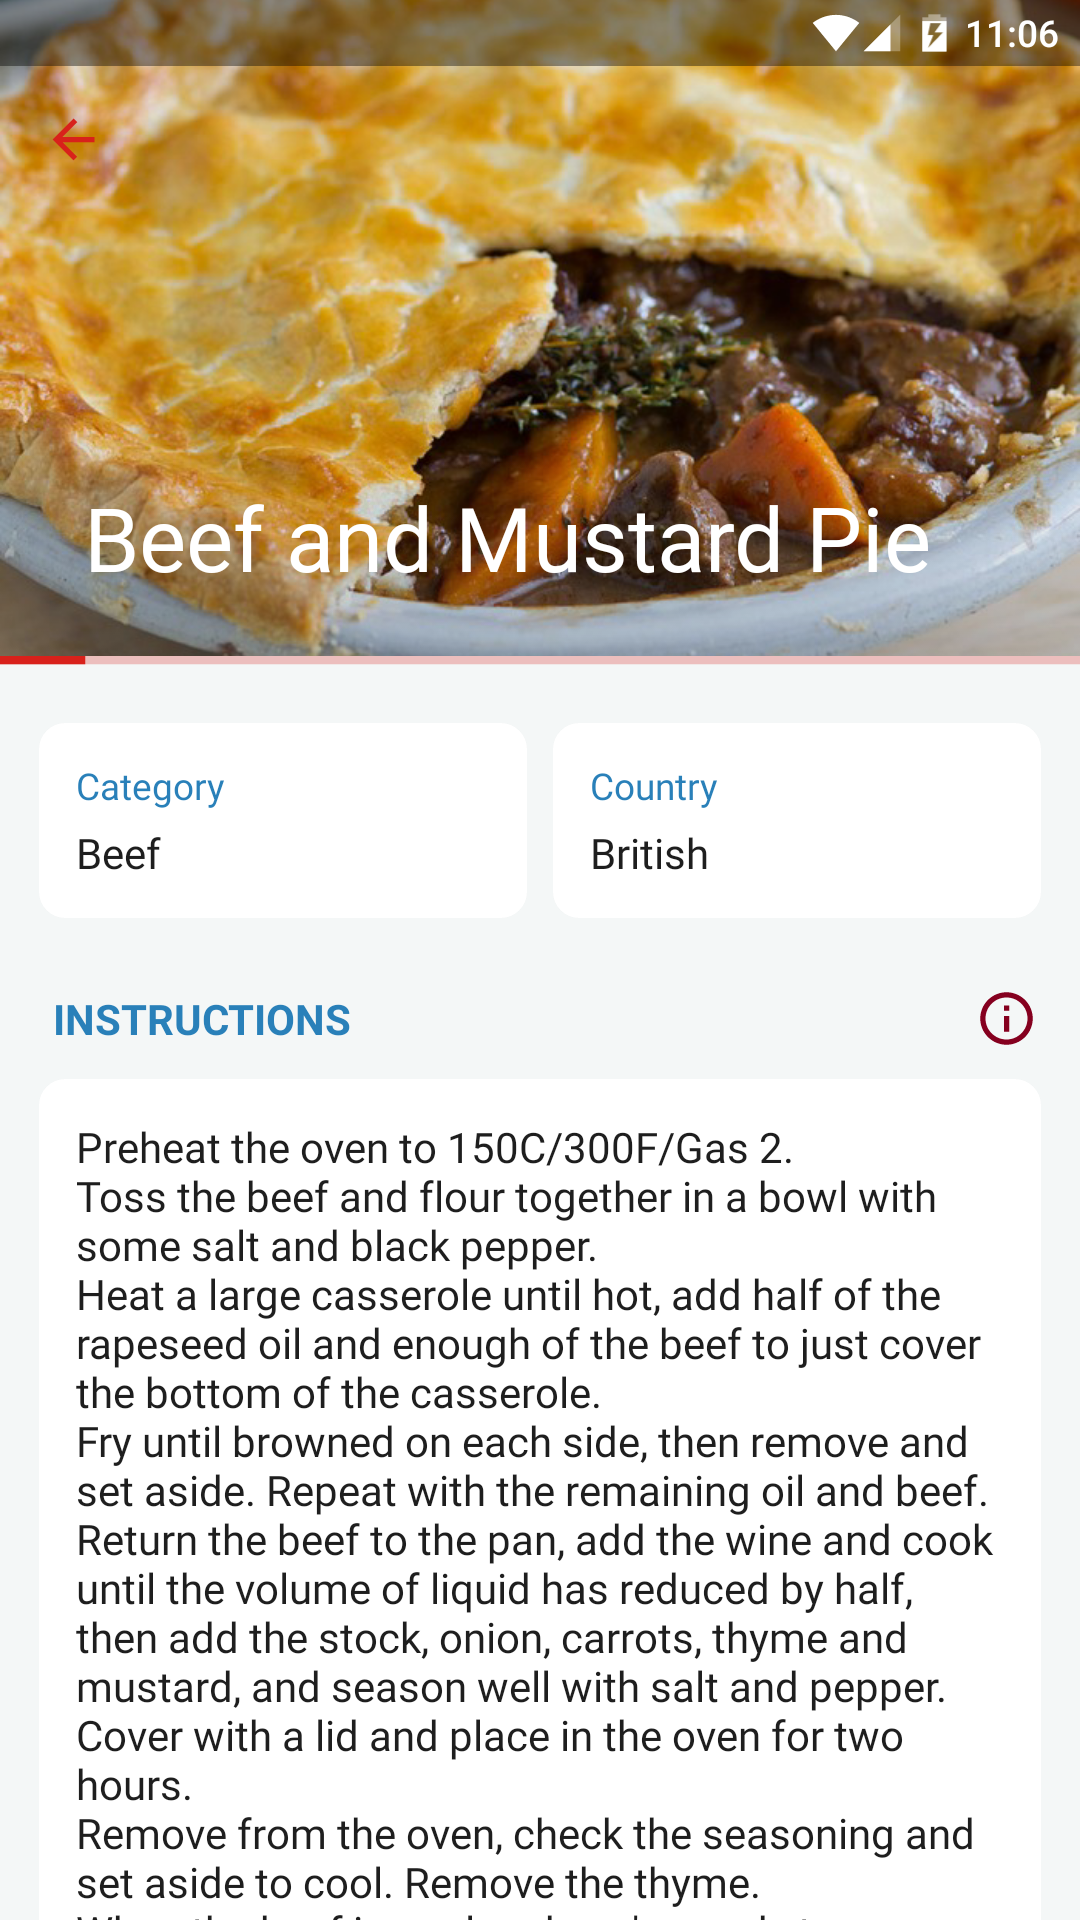 11:06
Beef and Mustard Pie
Category
Beef
Country
British
INSTRUCTIONS
Preheat the oven to 150C/300F/Gas 2.
Toss the beef and flour together in a bowl with
some salt and black pepper.
Heat a large casserole until hot, add half of the
rapeseed oil and enough of the beef to just cover
the bottom of the casserole.
Fry until browned on each side, then remove and
set aside. Repeat with the remaining oil and beef.
Return the beef to the pan, add the wine and cook
until the volume of liquid has reduced by half,
then add the stock, onion, carrots, thyme and
mustard, and season well with salt and pepper.
Cover with a lid and place in the oven for two
hours.
Remove from the oven, check the seasoning and
set aside to cool. Remove the thyme.